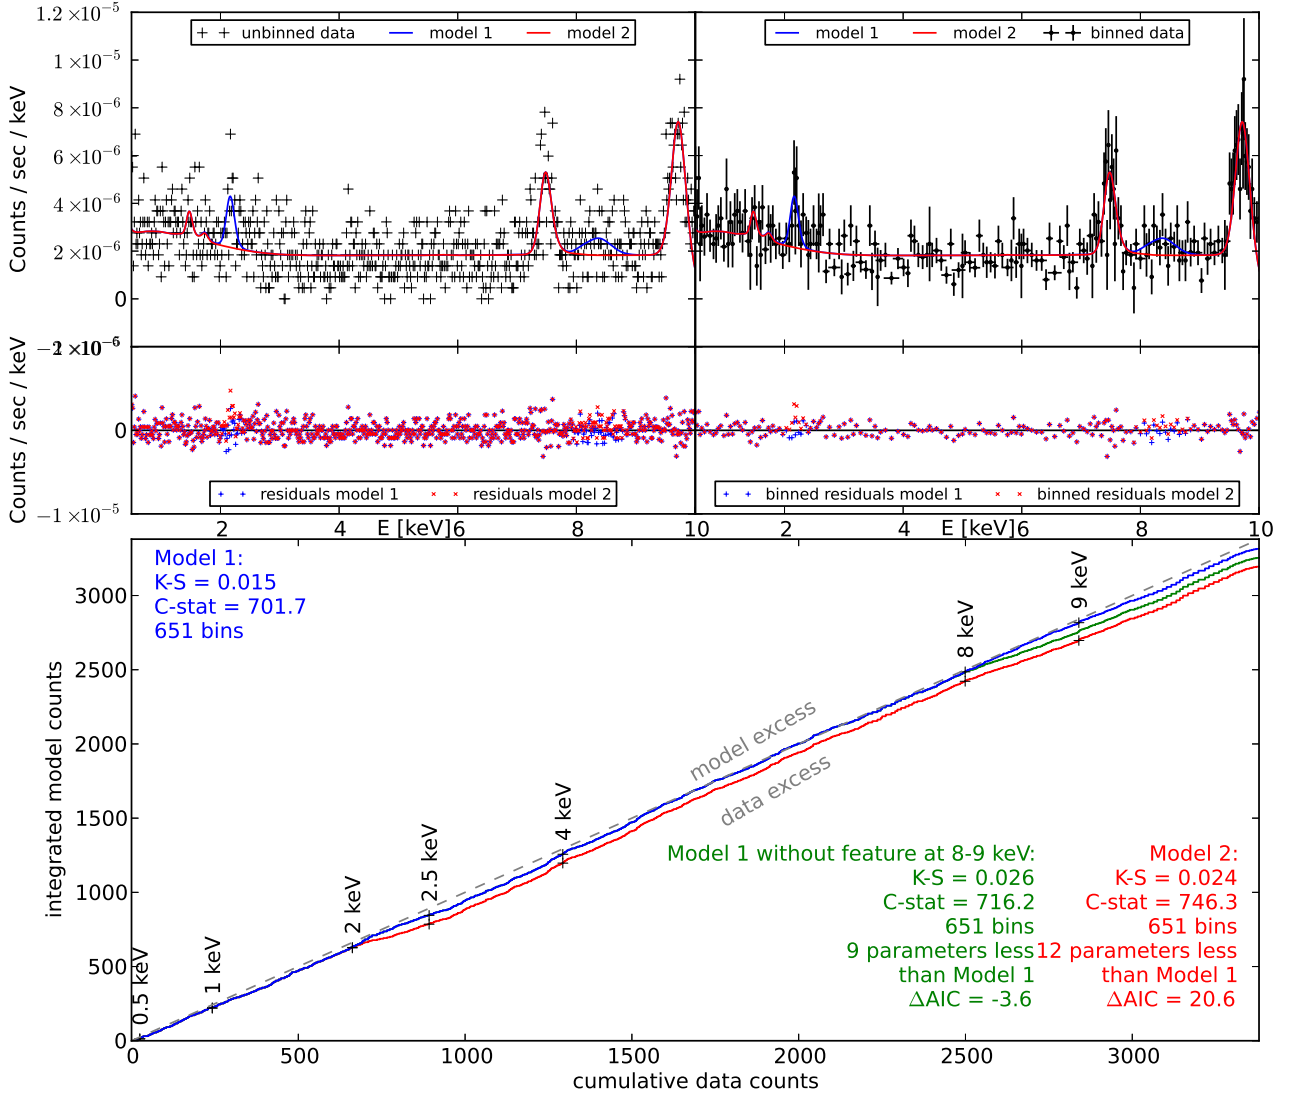 1.2 ×10⁻⁵
1 ×10⁻⁵
8 ×10⁻⁶
6 ×10⁻⁶
4 ×10⁻⁶
2 ×10⁻⁶
0
Counts / sec / keV
unbinned data model 1 model 2
model 1 model 2 binned data
0
−1 ×10⁻⁵
Counts / sec / keV
residuals model 1 residuals model 2
binned residuals model 1 binned residuals model 2
2 4 E [keV] 6 8 10 2 4 E [keV] 6 8 10
Model 1:
K-S = 0.015
C-stat = 701.7
651 bins
3000
2500
2000
1500
1000
500
0
integrated model counts
0.5 keV
1 keV
2 keV
2.5 keV
4 keV
8 keV
9 keV
model excess
data excess
Model 1 without feature at 8-9 keV:
K-S = 0.026
C-stat = 716.2
651 bins
9 parameters less
than Model 1
ΔAIC = -3.6
Model 2:
K-S = 0.024
C-stat = 746.3
651 bins
12 parameters less
than Model 1
ΔAIC = 20.6
0 500 1000 1500 2000 2500 3000
cumulative data counts